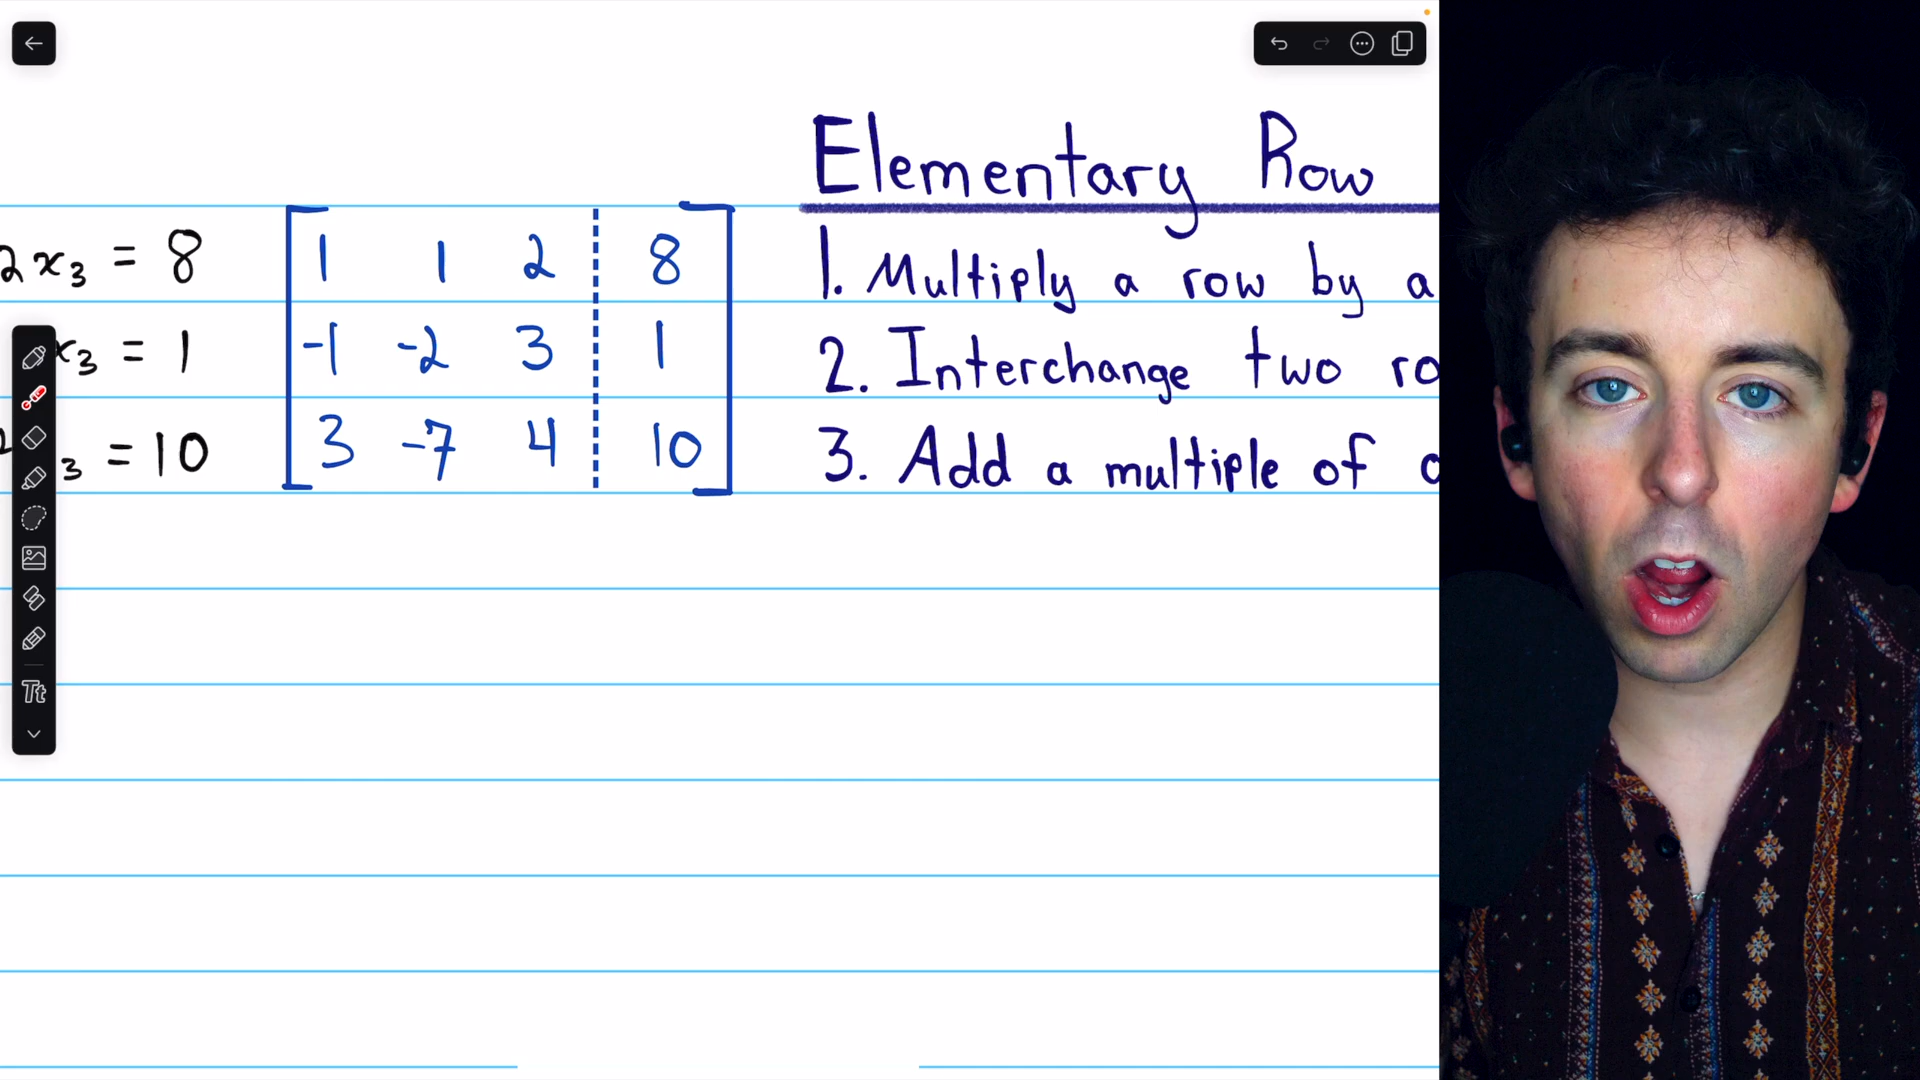 Elementary Row
2x₃ = 8
1 1 2 8
1. Multiply a row by a
x₃ = 1
-1 -2 3 1
2. Interchange two ro
3 = 10
3 -7 4 10
3. Add a multiple of
Tt